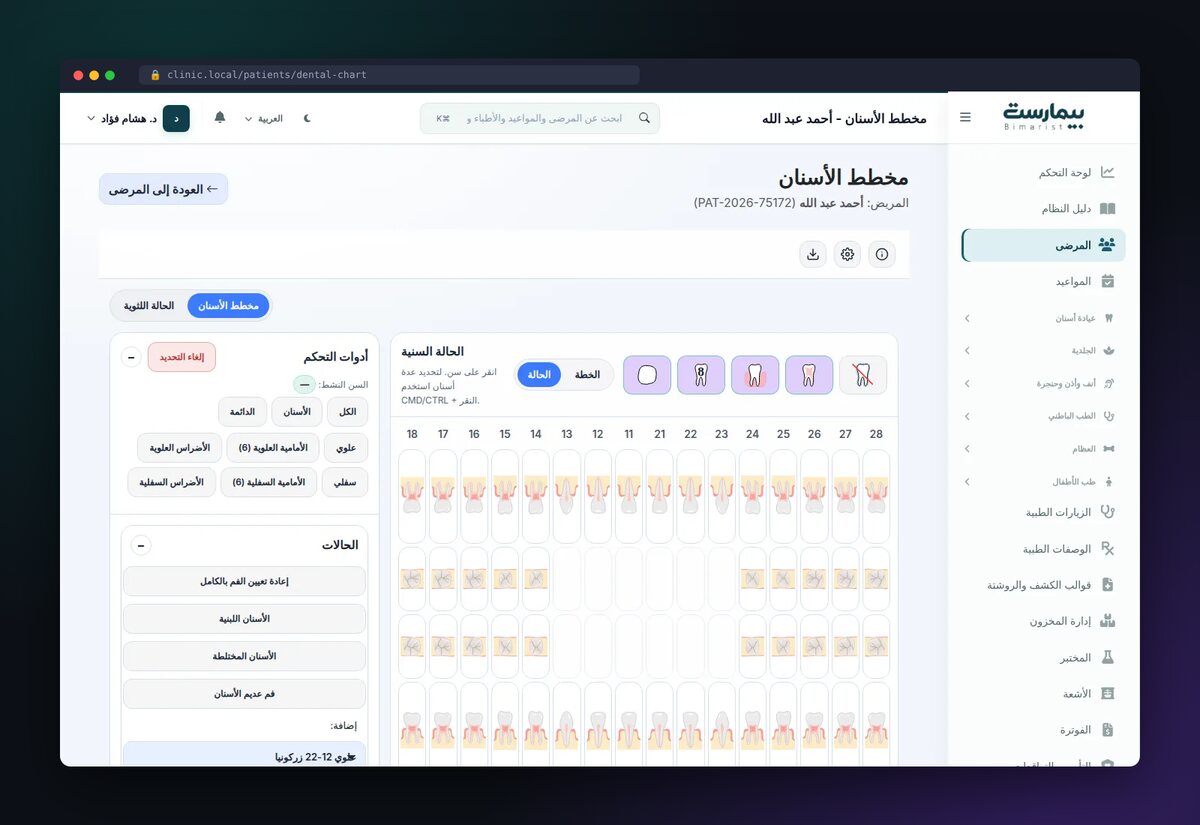 clinic.local/patients/dental-chart
بيمارست
Bimarist
مخطط الأسنان - أحمد عبد الله
ابحث عن المرضى والمواعيد والأطباء و
⌘K
العربية
د. هشام فؤاد
د
لوحة التحكم
دليل النظام
المرضى
المواعيد
عيادة أسنان
الجلدية
أنف وأذن وحنجرة
الطب الباطني
العظام
طب الأطفال
الزيارات الطبية
الوصفات الطبية
قوالب الكشف والروشتة
إدارة المخزون
المختبر
الأشعة
الفوترة
مخطط الأسنان
المريض: أحمد عبد الله (PAT-2026-75172)
← العودة إلى المرضى
مخطط الأسنان
الحالة اللثوية
الحالة السنية
انقر على سن. لتحديد عدة
أسنان استخدم
CMD/CTRL + النقر.
الخطة
الحالة
8
18 17 16 15 14 13 12 11 21 22 23 24 25 26 27 28
أدوات التحكم
إلغاء التحديد
السن النشط: —
الكل
الأسنان
الدائمة
علوي
الأمامية العلوية (6)
الأضراس العلوية
سفلي
الأمامية السفلية (6)
الأضراس السفلية
الحالات
إعادة تعيين الفم بالكامل
الأسنان اللبنية
الأسنان المختلطة
فم عديم الأسنان
إضافة:
علوي 12-22 زركونيا